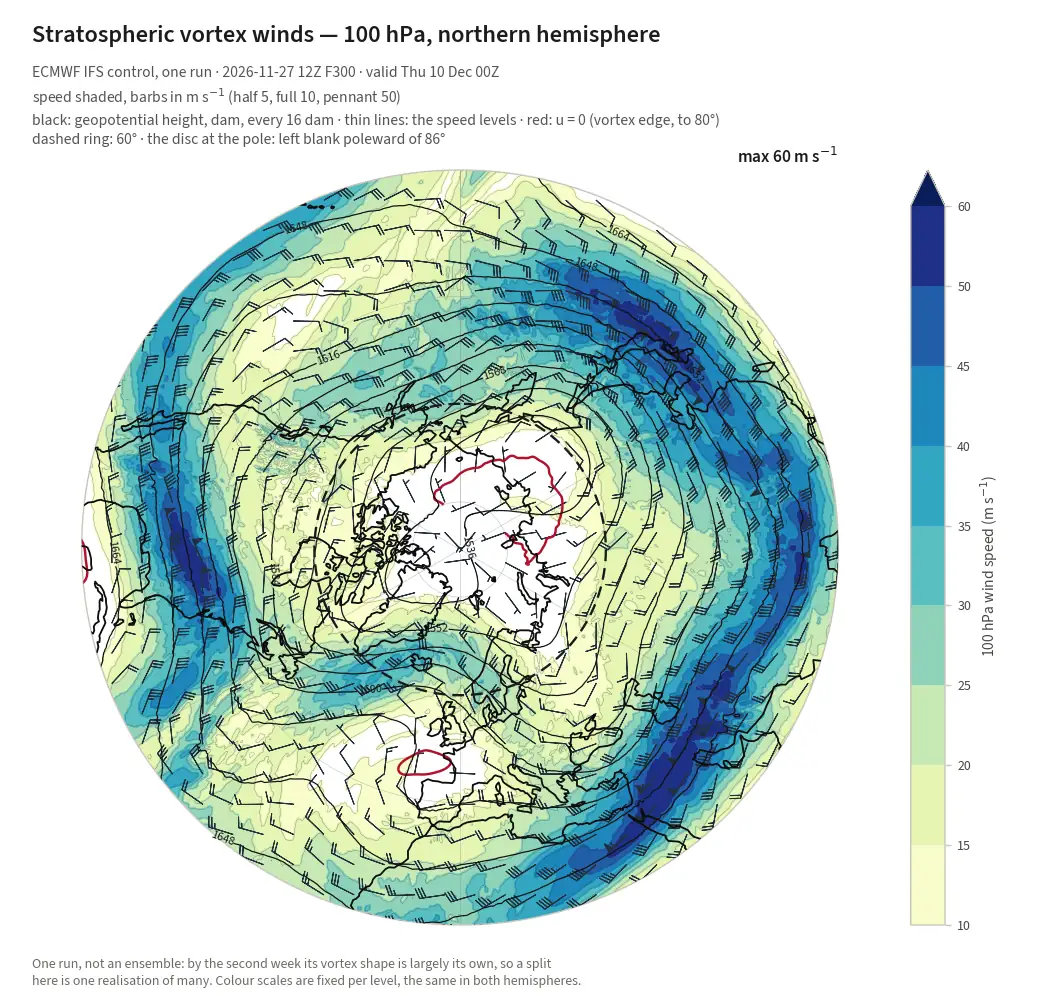 Stratospheric vortex winds — 100 hPa, northern hemisphere
ECMWF IFS control, one run · 2026-11-27 12Z F300 · valid Thu 10 Dec 00Z
speed shaded, barbs in m s⁻¹ (half 5, full 10, pennant 50)
black: geopotential height, dam, every 16 dam · thin lines: the speed levels · red: u = 0 (vortex edge, to 80°)
dashed ring: 60° · the disc at the pole: left blank poleward of 86°
max 60 m s⁻¹
1648
1664
1648
1616
1568
1664
1536
1552
1600
1648
60
50
45
40
35
30
25
20
15
10
100 hPa wind speed (m s⁻¹)
One run, not an ensemble: by the second week its vortex shape is largely its own, so a split
here is one realisation of many. Colour scales are fixed per level, the same in both hemispheres.